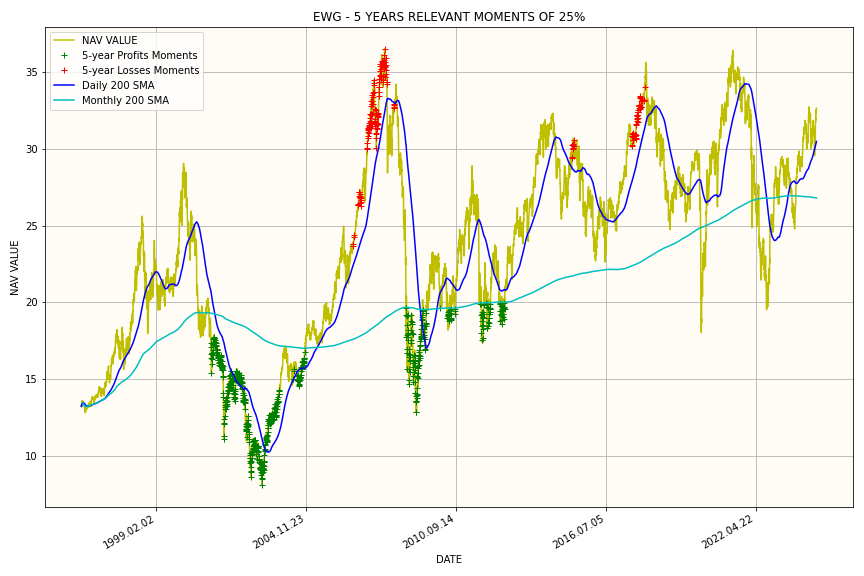 EWG - 5 YEARS RELEVANT MOMENTS OF 25%
NAV VALUE
5-year Profits Moments
5-year Losses Moments
Daily 200 SMA
Monthly 200 SMA
NAV VALUE
35
30
25
20
15
10
1999.02.02
2004.11.23
2010.09.14
2016.07.05
2022.04.22
DATE